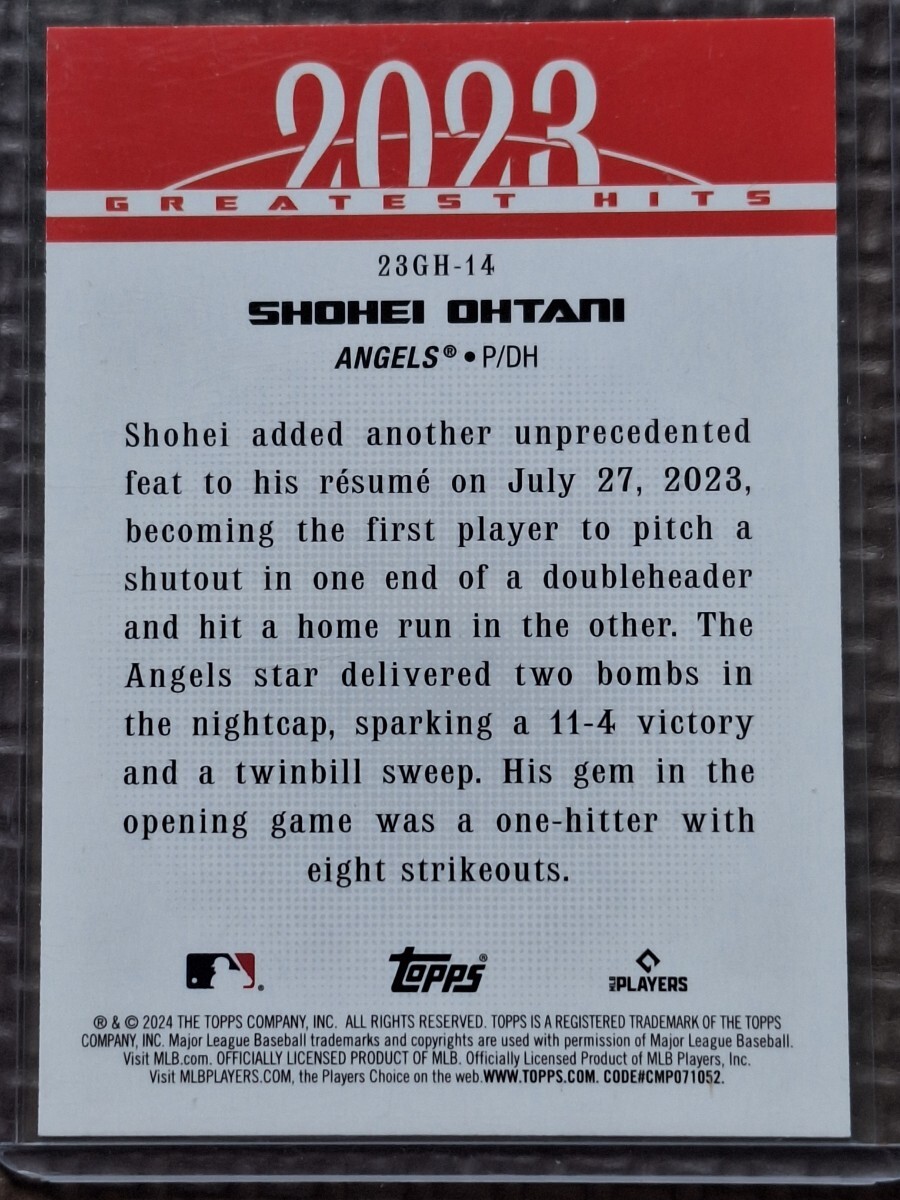 2023
GREATEST HITS
23GH-14
SHOHEI OHTANI
ANGELS® • P/DH
Shohei added another unprecedented
feat to his résumé on July 27, 2023,
becoming the first player to pitch a
shutout in one end of a doubleheader
and hit a home run in the other. The
Angels star delivered two bombs in
the nightcap, sparking a 11-4 victory
and a twinbill sweep. His gem in the
opening game was a one-hitter with
eight strikeouts.
topps® MLB PLAYERS
® & © 2024 THE TOPPS COMPANY, INC. ALL RIGHTS RESERVED. TOPPS IS A REGISTERED TRADEMARK OF THE TOPPS
COMPANY, INC. Major League Baseball trademarks and copyrights are used with permission of Major League Baseball.
Visit MLB.com. OFFICIALLY LICENSED PRODUCT OF MLB. Officially Licensed Product of MLB Players, Inc.
Visit MLBPLAYERS.COM, the Players Choice on the web.WWW.TOPPS.COM. CODE#CMP071052.